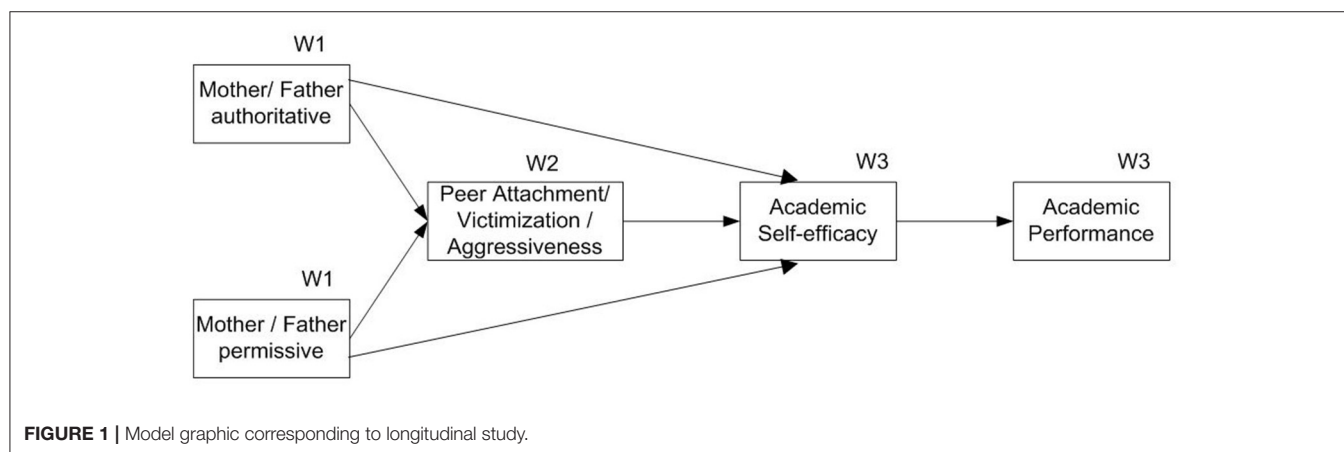 W1
Mother/ Father
authoritative
W2
Peer Attachment/
Victimization /
Aggressiveness
W3
Academic
Self-efficacy
W3
Academic
Performance
W1
Mother / Father
permissive
FIGURE 1 | Model graphic corresponding to longitudinal study.